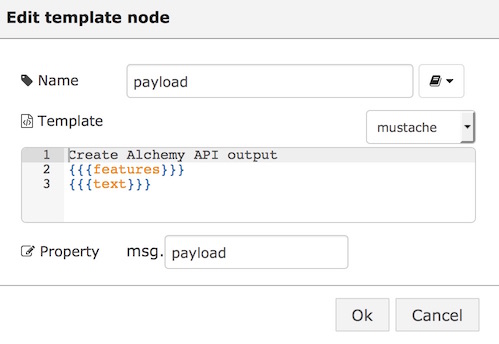 Edit template node
Name
payload
Template
mustache
1 Create Alchemy API output
2 {{{features}}}
3 {{{text}}}
Property
msg. payload
Ok
Cancel